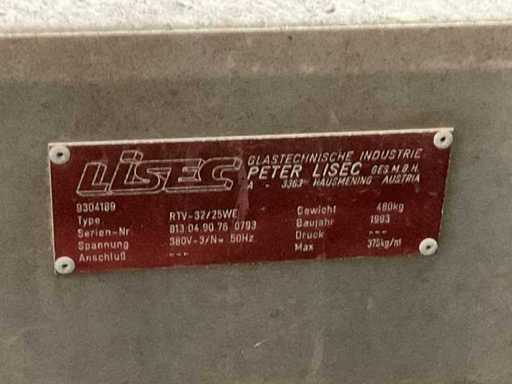 LISEC
GLASTECHNISCHE INDUSTRIE
PETER LISEC GES.M.B.H.
A - 3363 HAUSMENING AUSTRIA
9304189
Type. RTV-32/25WE Gewicht 480kg
Serien-Nr 813.04.90.76 0793 Baujahr 1993
Spannung 380V-3/N~ 50Hz Druck ---
Anschluß --- Max